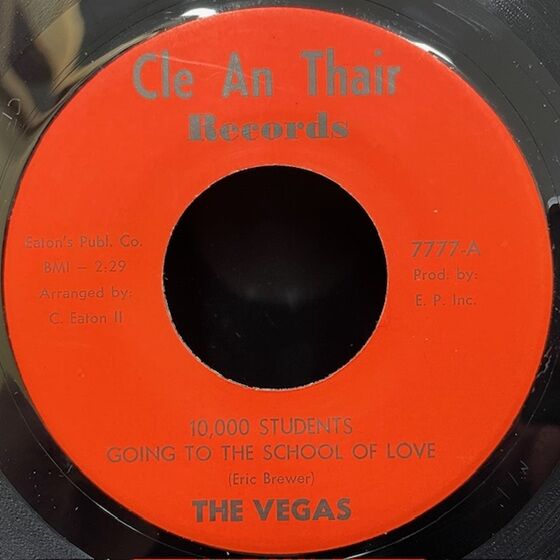 Cle An Thair
Records
Eaton's Publ. Co.
BMI – 2:29
Arranged by:
C. Eaton II
7777-A
Prod: by:
E. P. Inc.
10,000 STUDENTS
GOING TO THE SCHOOL OF LOVE
(Eric Brewer)
THE VEGAS